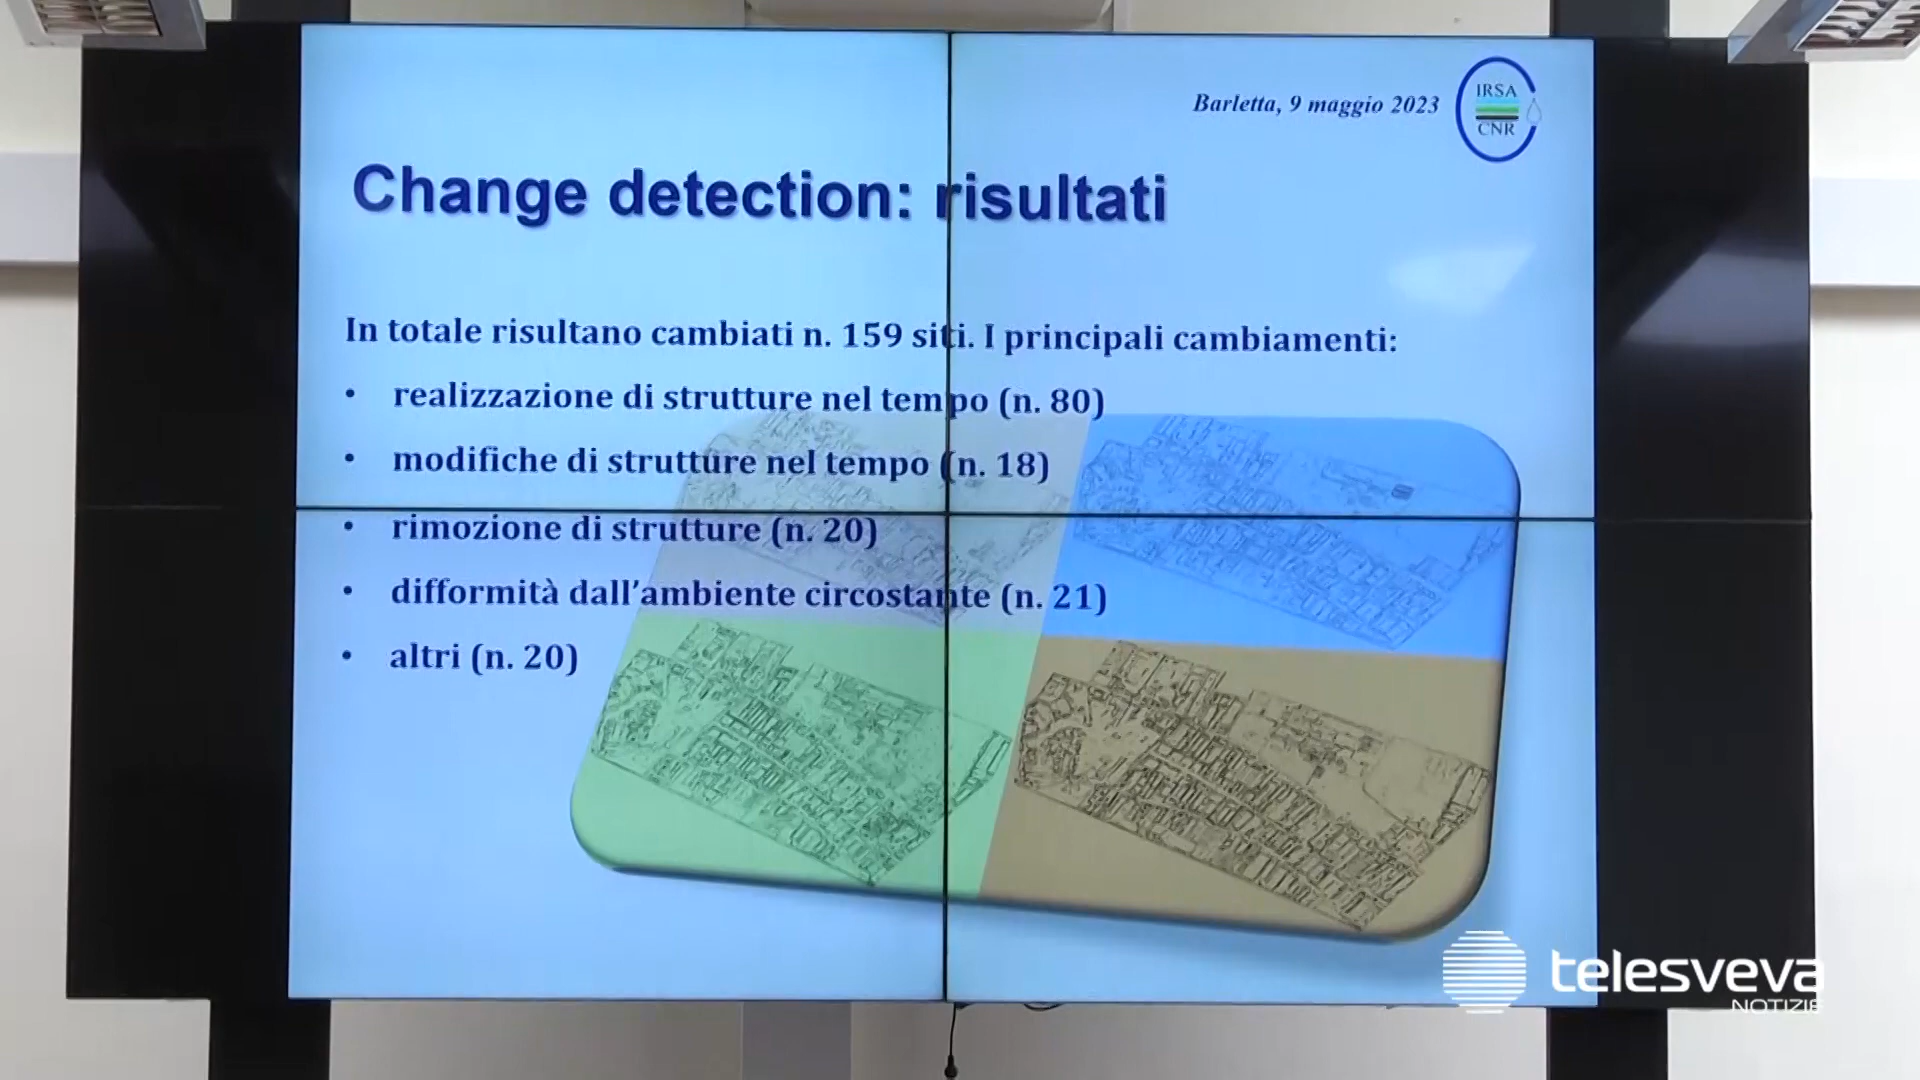 Barletta, 9 maggio 2023
IRSA
CNR
Change detection: risultati
In totale risultano cambiati n. 159 siti. I principali cambiamenti:
• realizzazione di strutture nel tempo (n. 80)
• modifiche di strutture nel tempo (n. 18)
• rimozione di strutture (n. 20)
• difformità dall’ambiente circostante (n. 21)
• altri (n. 20)
telesveva
NOTIZIE